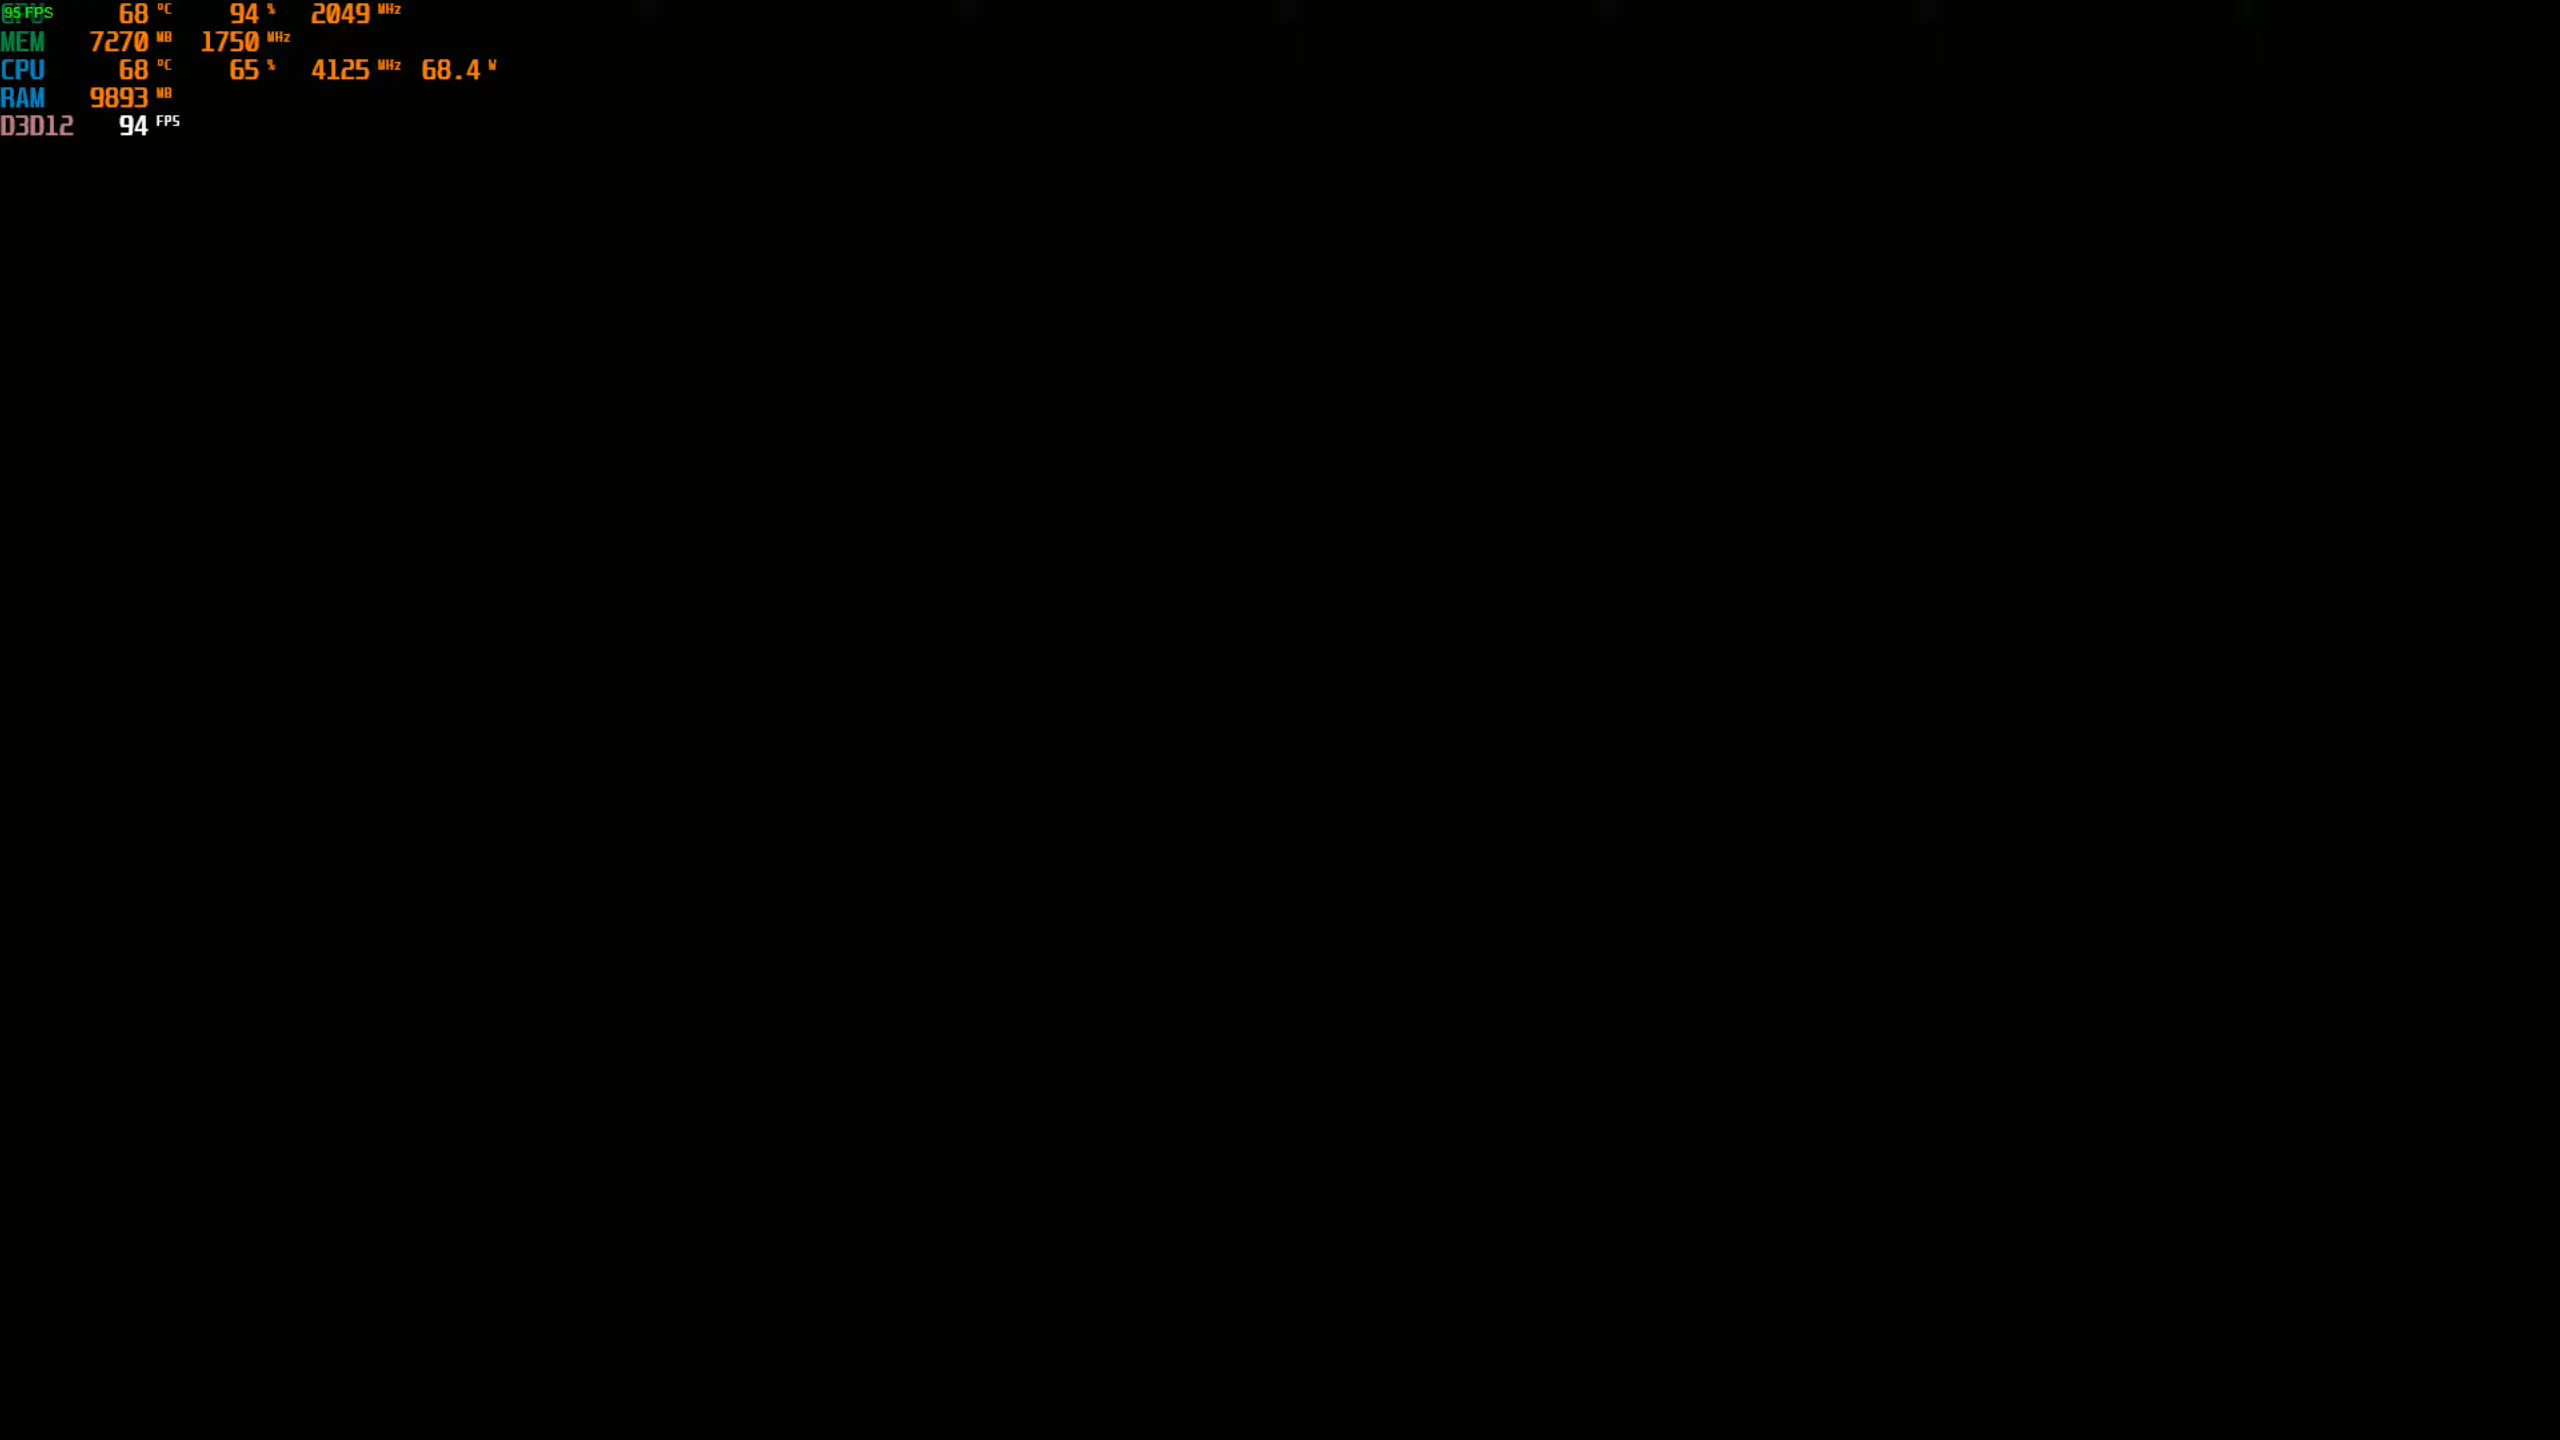 95 FPS
GPU 68 °C 94 % 2049 MHz
MEM 7270 MB 1750 MHz
CPU 68 °C 65 % 4125 MHz 68.4 W
RAM 9893 MB
D3D12 94 FPS